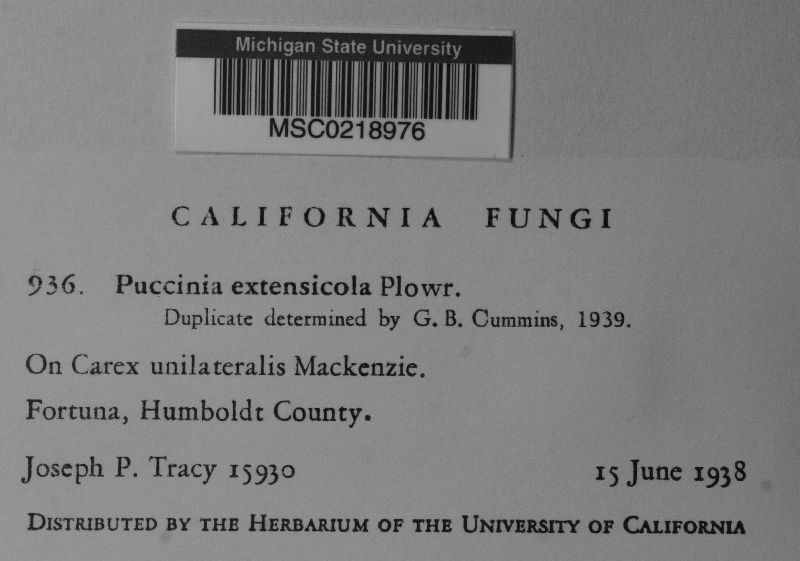 Michigan State University
MSC0218976
CALIFORNIA FUNGI
936. Puccinia extensicola Plowr.
Duplicate determined by G. B. Cummins, 1939.
On Carex unilateralis Mackenzie.
Fortuna, Humboldt County.
Joseph P. Tracy 15930 15 June 1938
DISTRIBUTED BY THE HERBARIUM OF THE UNIVERSITY OF CALIFORNIA